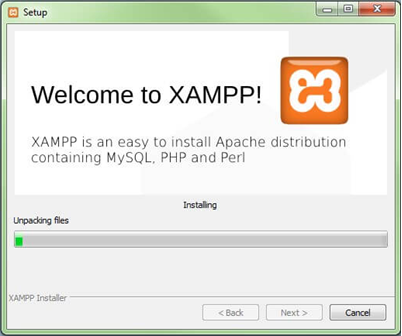 Setup
Welcome to XAMPP!
XAMPP is an easy to install Apache distribution
containing MySQL, PHP and Perl
Installing
Unpacking files
XAMPP Installer
< Back
Next >
Cancel